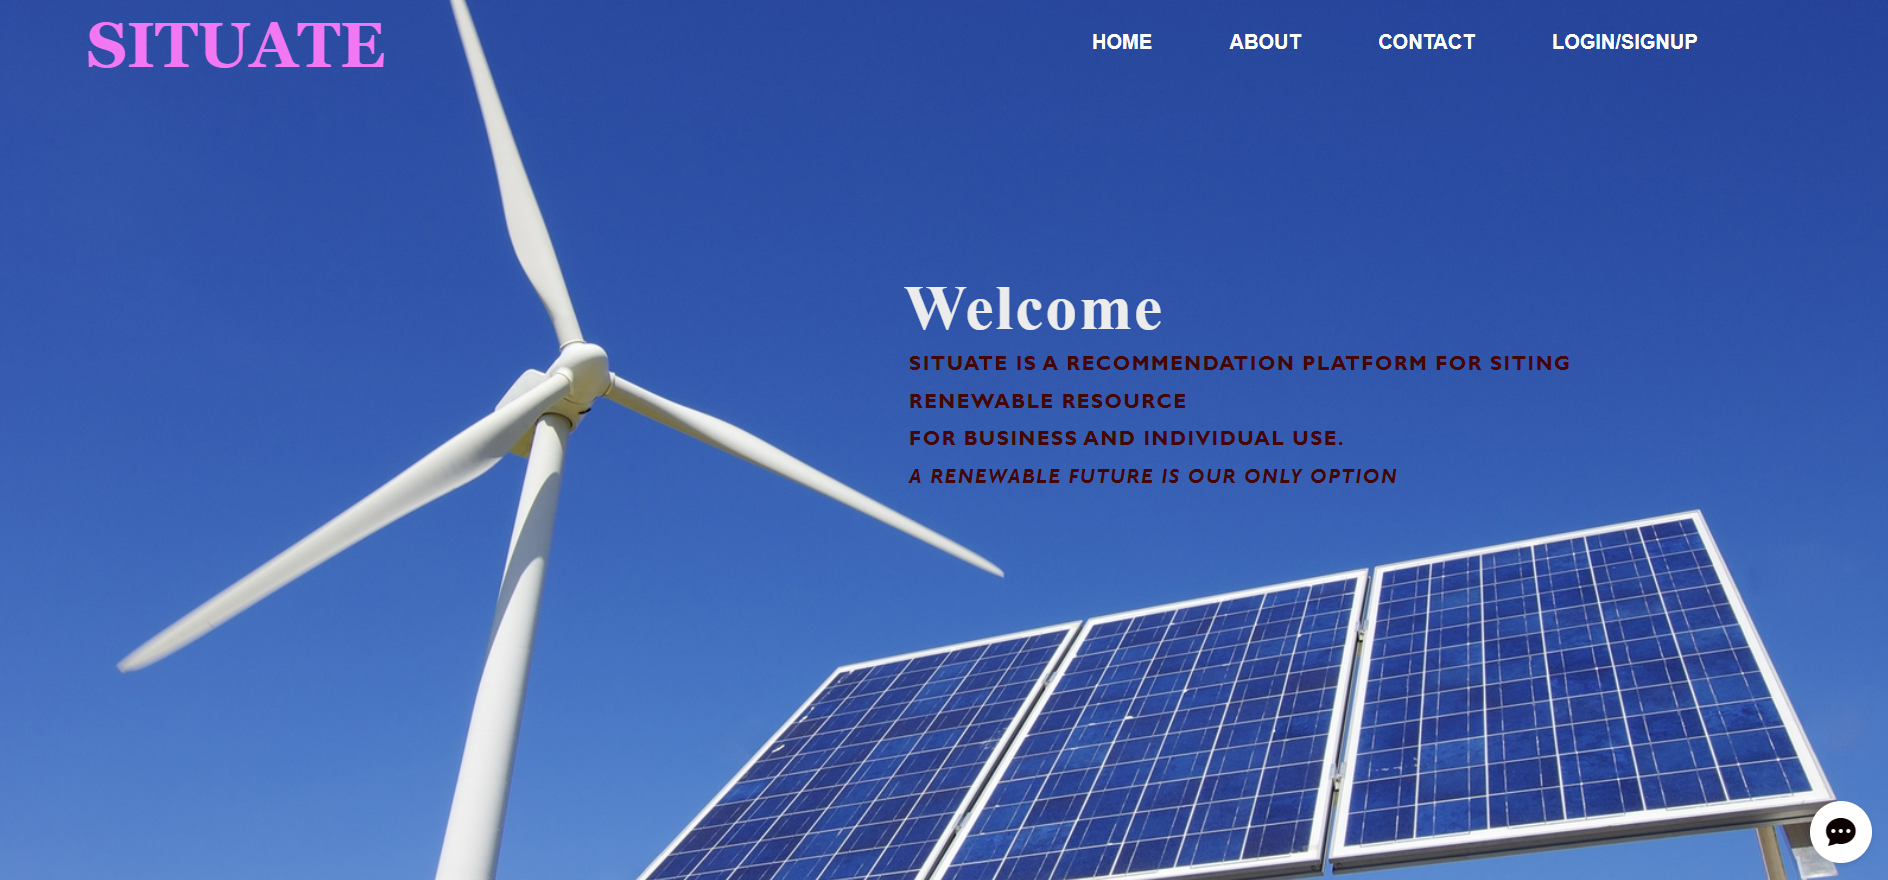 SITUATE
HOME ABOUT CONTACT LOGIN/SIGNUP
Welcome
SITUATE IS A RECOMMENDATION PLATFORM FOR SITING
RENEWABLE RESOURCE
FOR BUSINESS AND INDIVIDUAL USE.
A RENEWABLE FUTURE IS OUR ONLY OPTION